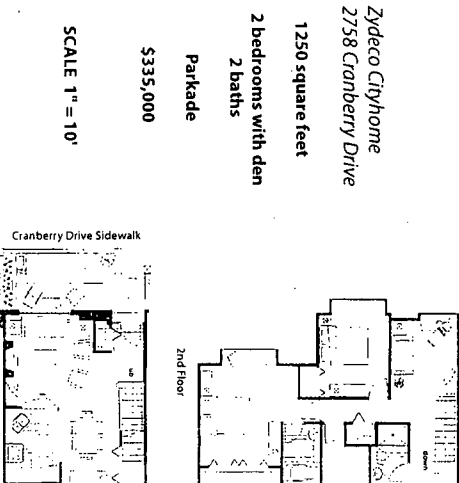 Zydeco Cityhome
2758 Cranberry Drive
1250 square feet
2 bedrooms with den
2 baths
Parkade
$335,000
SCALE 1" = 10'
Cranberry Drive Sidewalk
2nd Floor
up
down